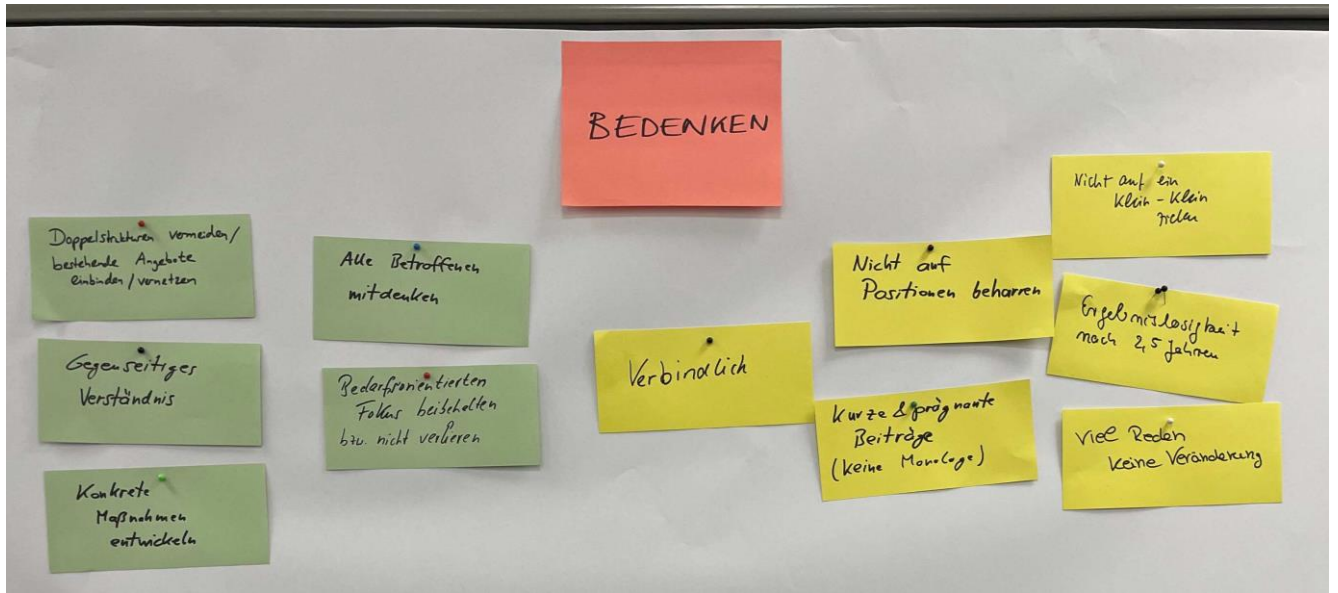 BEDENKEN
Doppelstrukturen vermeiden/
bestehende Angebote
einbinden/vernetzen
Gegenseitiges
Verständnis
Konkrete
Maßnahmen
entwickeln
Alle Betroffenen
mitdenken
Bedarfsorientierten
Fokus beibehalten
bzw. nicht verlieren
Verbindlich
Nicht auf
Positionen beharren
Kurze & prägnante
Beiträge
(keine Monologe)
Nicht auf ein
Klein-Klein
zielen
Ergebnislosigkeit
nach 2,5 Jahren
Viel Reden
keine Veränderung